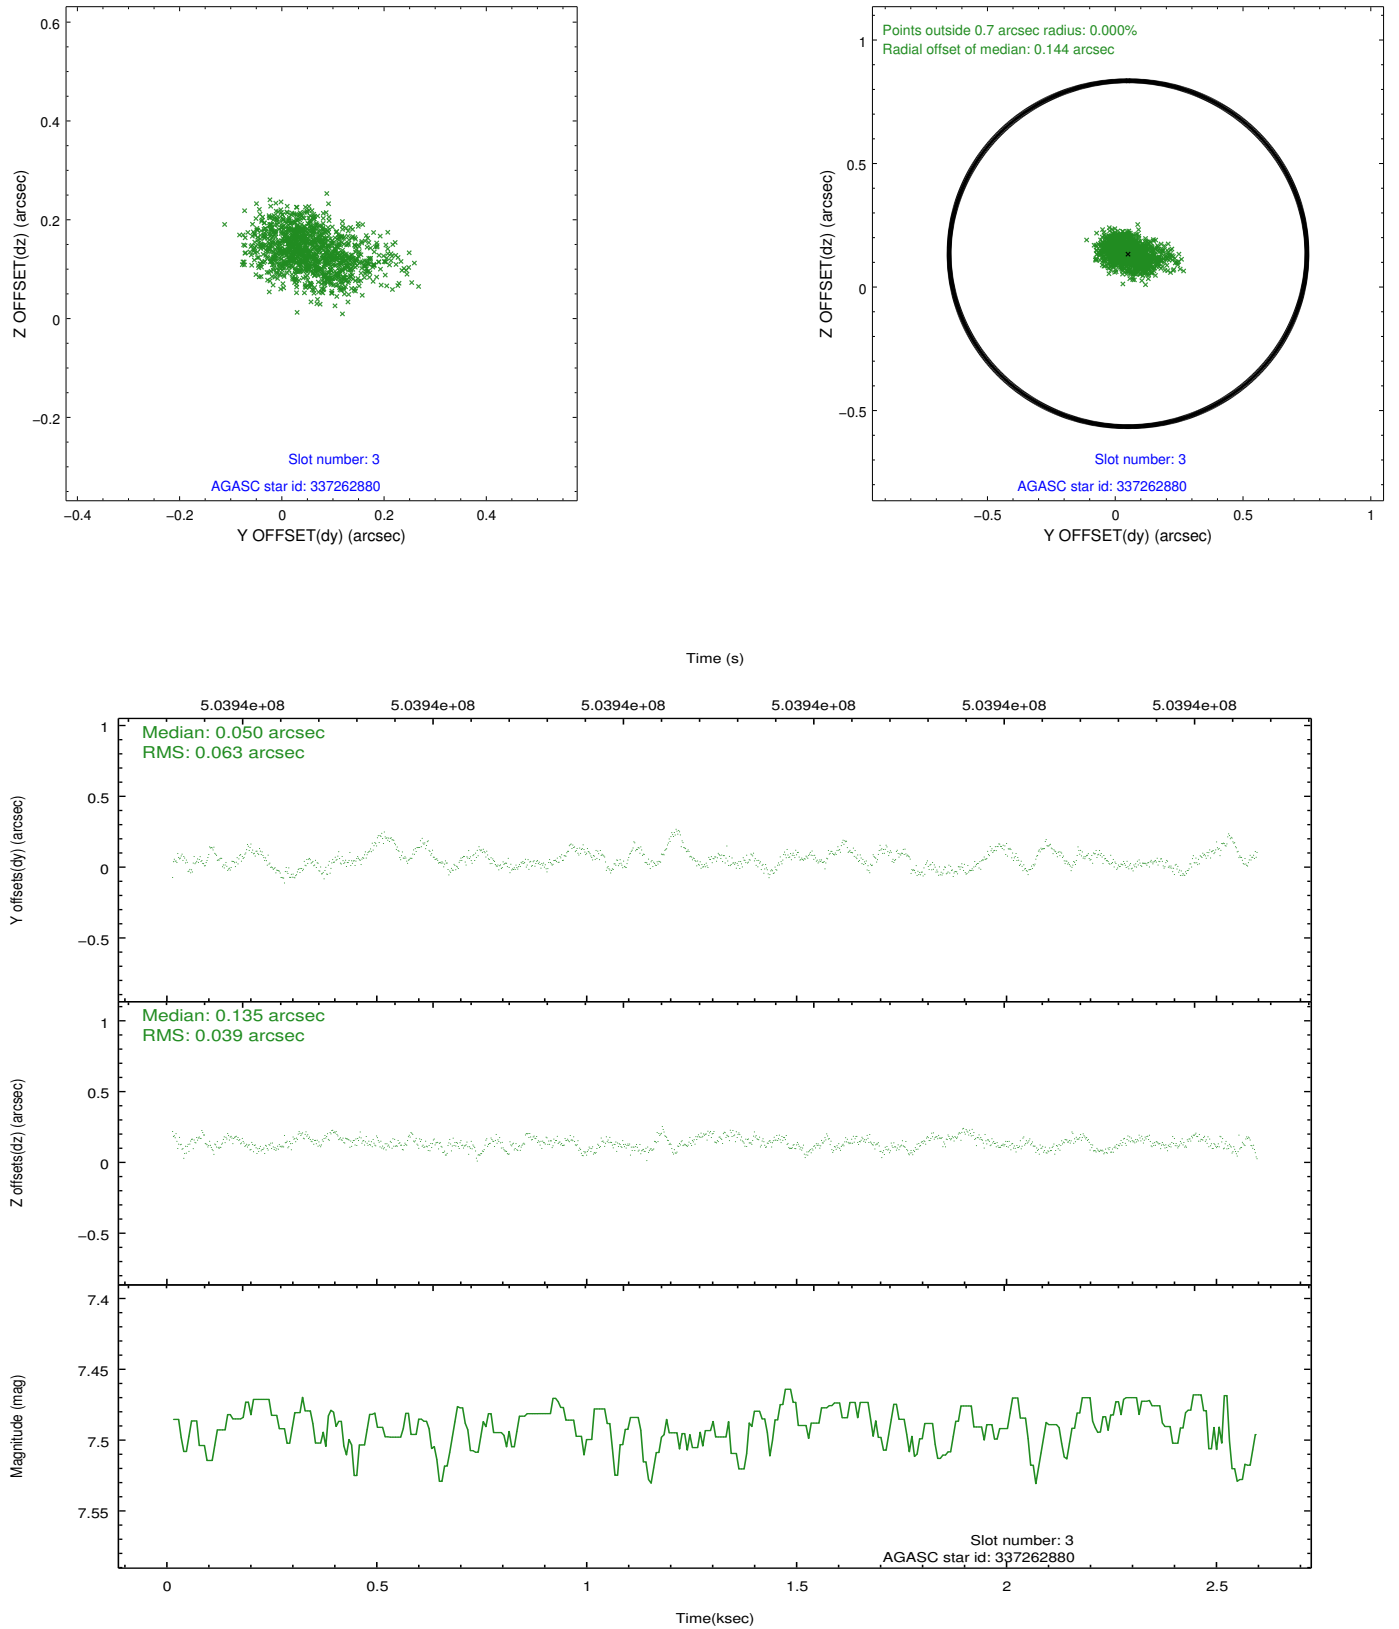 0.6
0.4
0.2
0
−0.2
Z OFFSET(dz) (arcsec)
Slot number: 3
AGASC star id: 337262880
−0.4 −0.2 0 0.2 0.4
Y OFFSET(dy) (arcsec)
Points outside 0.7 arcsec radius: 0.000%
Radial offset of median: 0.144 arcsec
1
0.5
0
−0.5
Z OFFSET(dz) (arcsec)
Slot number: 3
AGASC star id: 337262880
−0.5 0 0.5 1
Y OFFSET(dy) (arcsec)
Time (s)
5.0394e+08 5.0394e+08 5.0394e+08 5.0394e+08 5.0394e+08 5.0394e+08
Median: 0.050 arcsec
RMS: 0.063 arcsec
1
0.5
0
−0.5
Y offsets(dy) (arcsec)
Median: 0.135 arcsec
RMS: 0.039 arcsec
1
0.5
0
−0.5
Z offsets(dz) (arcsec)
7.4
7.45
7.5
7.55
Magnitude (mag)
Slot number: 3
AGASC star id: 337262880
0 0.5 1 1.5 2 2.5
Time(ksec)